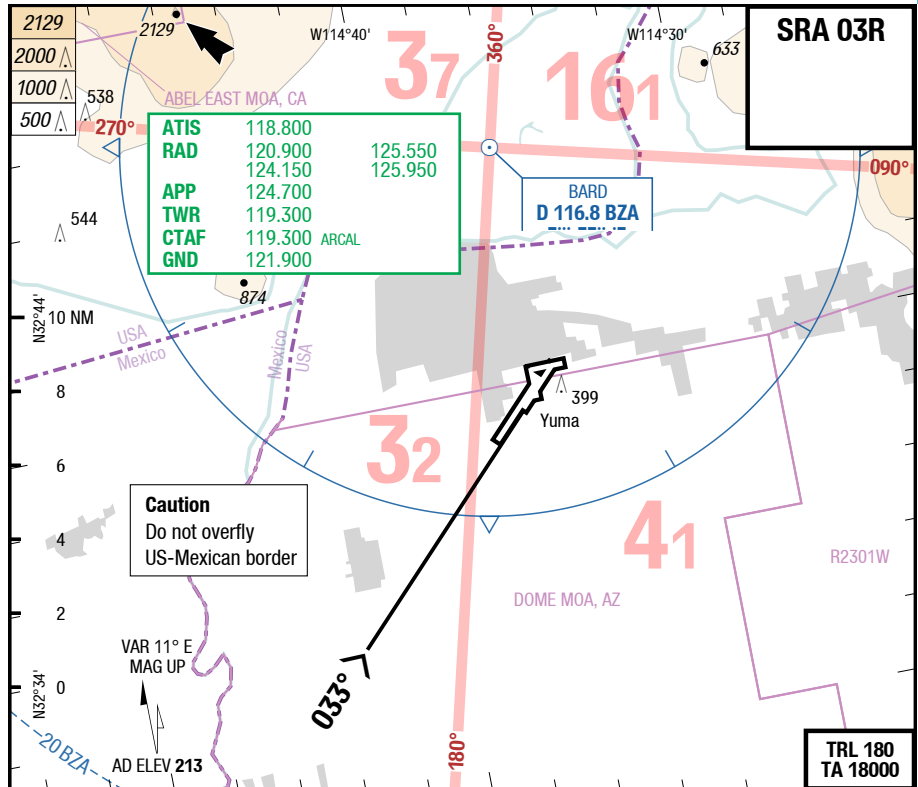 2129
2000
1000
500
538
2129
W114°40'
360°
W114°30'
633
SRA 03R
37
161
ABEL EAST MOA, CA
270°
090°
ATIS 118.800
RAD 120.900 125.550
124.150 125.950
APP 124.700
TWR 119.300
CTAF 119.300 ARCAL
GND 121.900
BARD
D 116.8 BZA
544
874
N32°44'
10 NM
USA
Mexico
Mexico
USA
8
399
Yuma
32
6
Caution
Do not overfly
US-Mexican border
4
41
R2301W
DOME MOA, AZ
2
VAR 11° E
MAG UP
0
N32°34'
033°
20 BZA
AD ELEV 213
180°
TRL 180
TA 18000